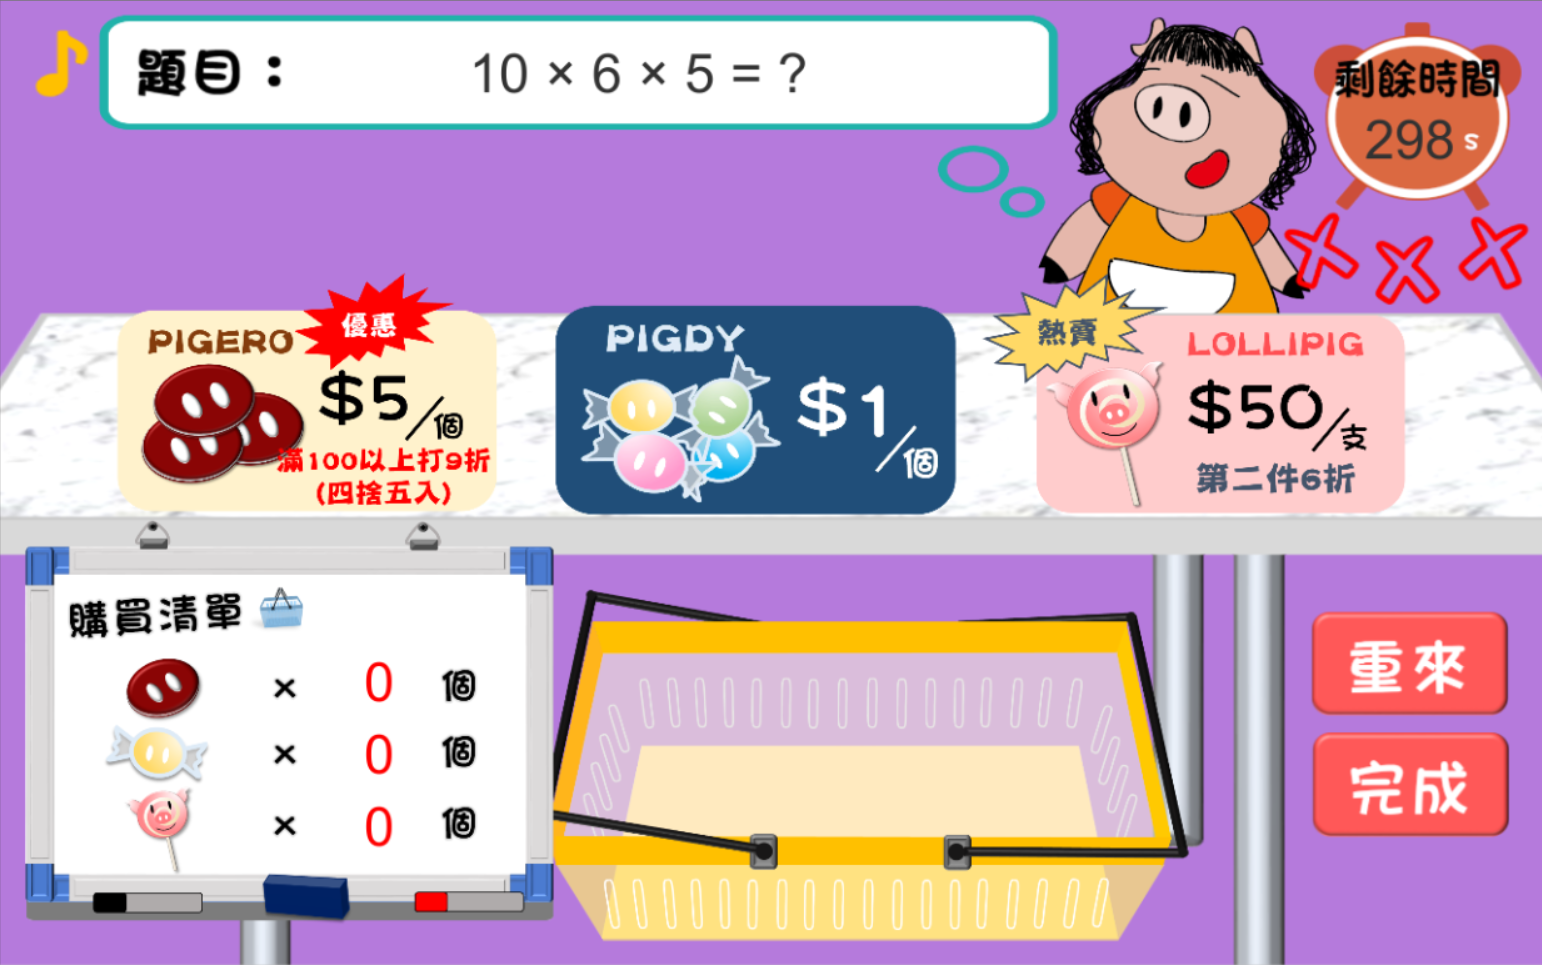 題目：
10 × 6 × 5 = ?
剩餘時間
298 s
PIGERO
優惠
$5/個
滿100以上打9折
(四捨五入)
PIGDY
$1/個
熱賣
LOLLIPIG
$50/支
第二件6折
購買清單
× 0 個
× 0 個
× 0 個
重來
完成